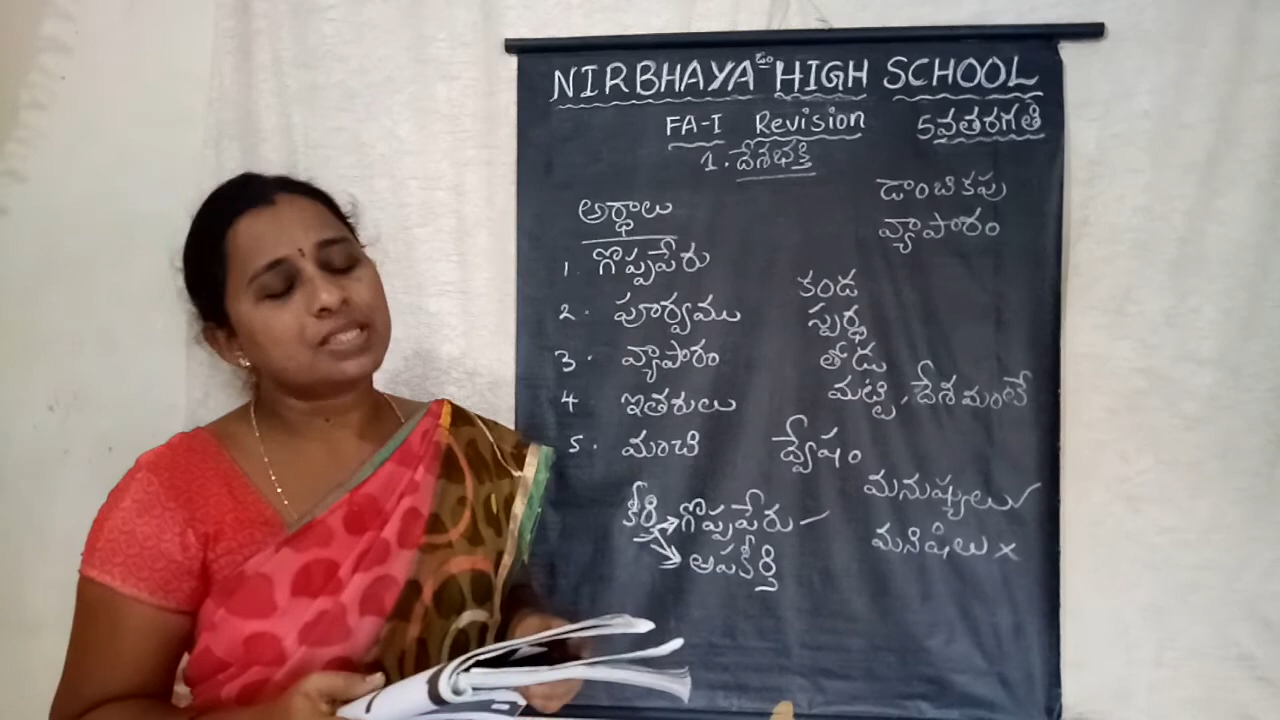 NIRBHAYA HIGH SCHOOL
FA-I Revision 5వతరగతి
1. దేశభక్తి
డాంబికపు
వ్యాపారం
అర్థాలు
1. గొప్పపేరు
2. పూర్వము
3. వ్యాపారం
4 ఇతరులు
5. మంచి
కండ
స్పర్ధ
తోడు
మట్టి, దేశమంటే
ద్వేషం
మనుష్యులు ✓
మనిషిలు x
కీర్తి గొప్పపేరు
అపకీర్తి